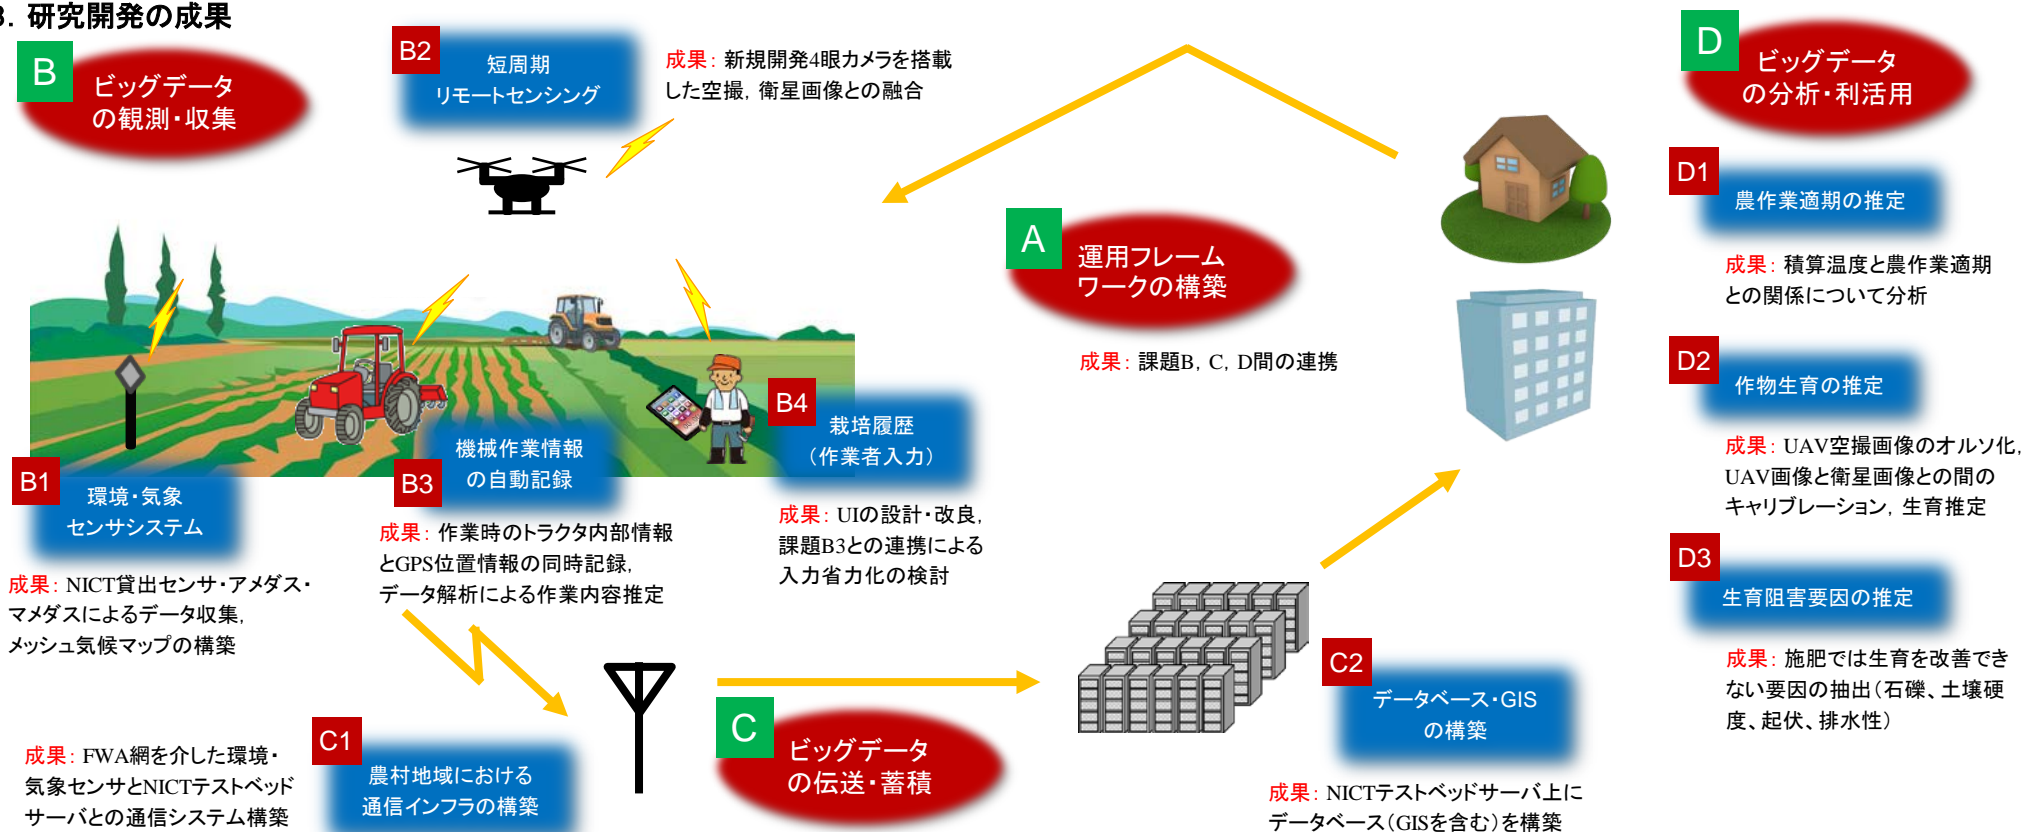 3．研究開発の成果
B
ビッグデータ
の観測・収集
B2
短周期
リモートセンシング
成果：新規開発4眼カメラを搭載
した空撮，衛星画像との融合
B1
環境・気象
センサシステム
成果：NICT貸出センサ・アメダス・
マメダスによるデータ収集，
メッシュ気候マップの構築
B3
機械作業情報
の自動記録
成果：作業時のトラクタ内部情報
とGPS位置情報の同時記録，
データ解析による作業内容推定
B4
栽培履歴
（作業者入力）
成果：UIの設計・改良，
課題B3との連携による
入力省力化の検討
A
運用フレーム
ワークの構築
成果：課題B，C，D間の連携
C1
農村地域における
通信インフラの構築
成果：FWA網を介した環境・
気象センサとNICTテストベッド
サーバとの通信システム構築
C
ビッグデータ
の伝送・蓄積
C2
データベース・GIS
の構築
成果：NICTテストベッドサーバ上に
データベース（GISを含む）を構築
D
ビッグデータ
の分析・利活用
D1
農作業適期の推定
成果：積算温度と農作業適期
との関係について分析
D2
作物生育の推定
成果：UAV空撮画像のオルソ化，
UAV画像と衛星画像との間の
キャリブレーション，生育推定
D3
生育阻害要因の推定
成果：施肥では生育を改善でき
ない要因の抽出（石礫、土壌硬
度、起伏、排水性）